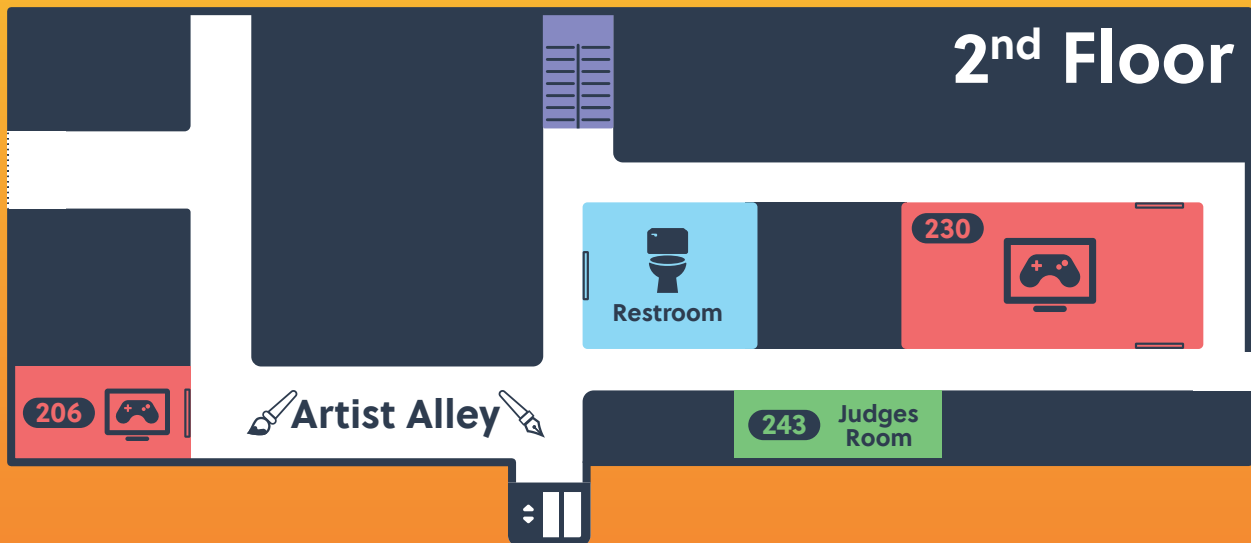 2nd Floor
230
Restroom
206
Artist Alley
243
Judges
Room